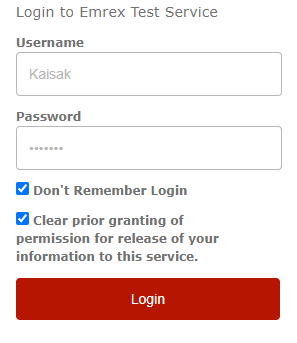 Login to Emrex Test Service
Username
Kaisak
Password
•••••••
Don't Remember Login
Clear prior granting of
permission for release of your
information to this service.
Login